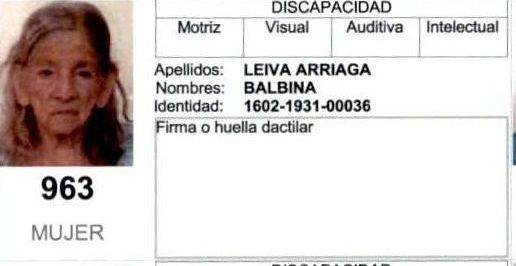 DISCAPACIDAD
Motriz Visual Auditiva Intelectual
Apellidos: LEIVA ARRIAGA
Nombres: BALBINA
Identidad: 1602-1931-00036
Firma o huella dactilar
963
MUJER
DISCAPACIDAD